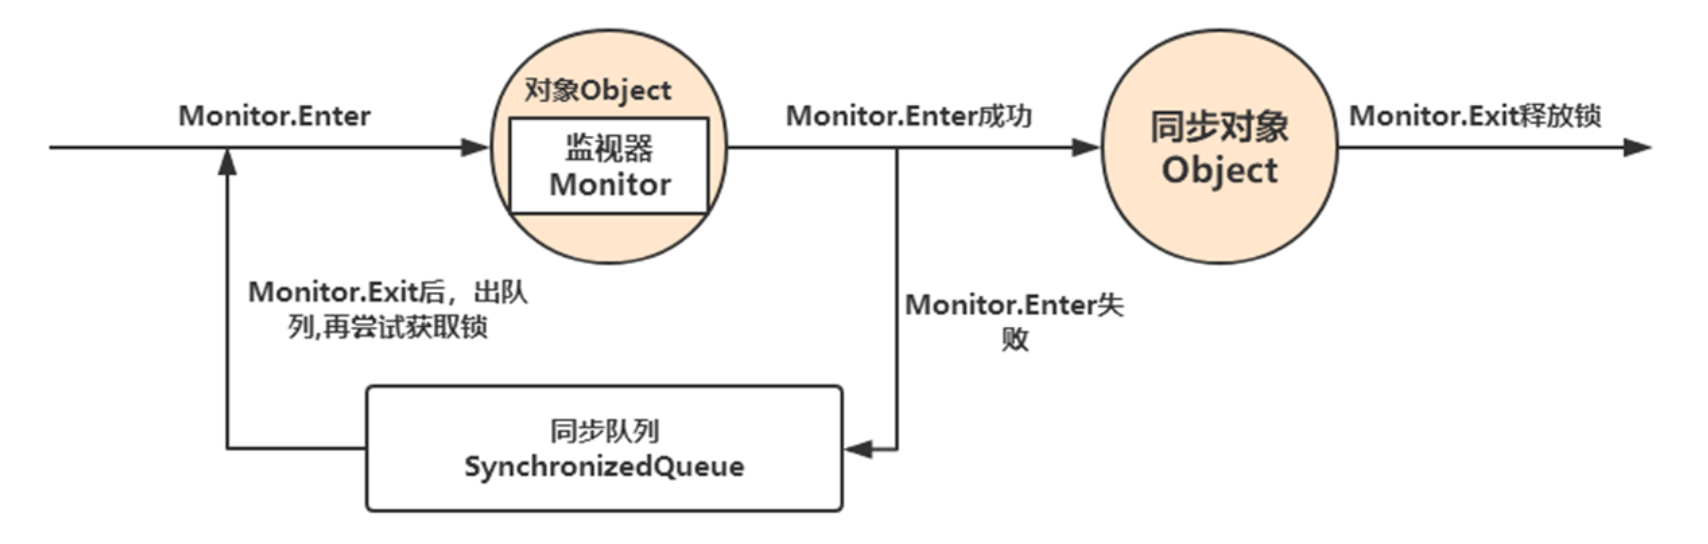 对象Object
Monitor.Enter
监视器
Monitor
Monitor.Enter成功
同步对象
Object
Monitor.Exit释放锁
Monitor.Exit后，出队
列,再尝试获取锁
Monitor.Enter失
败
同步队列
SynchronizedQueue